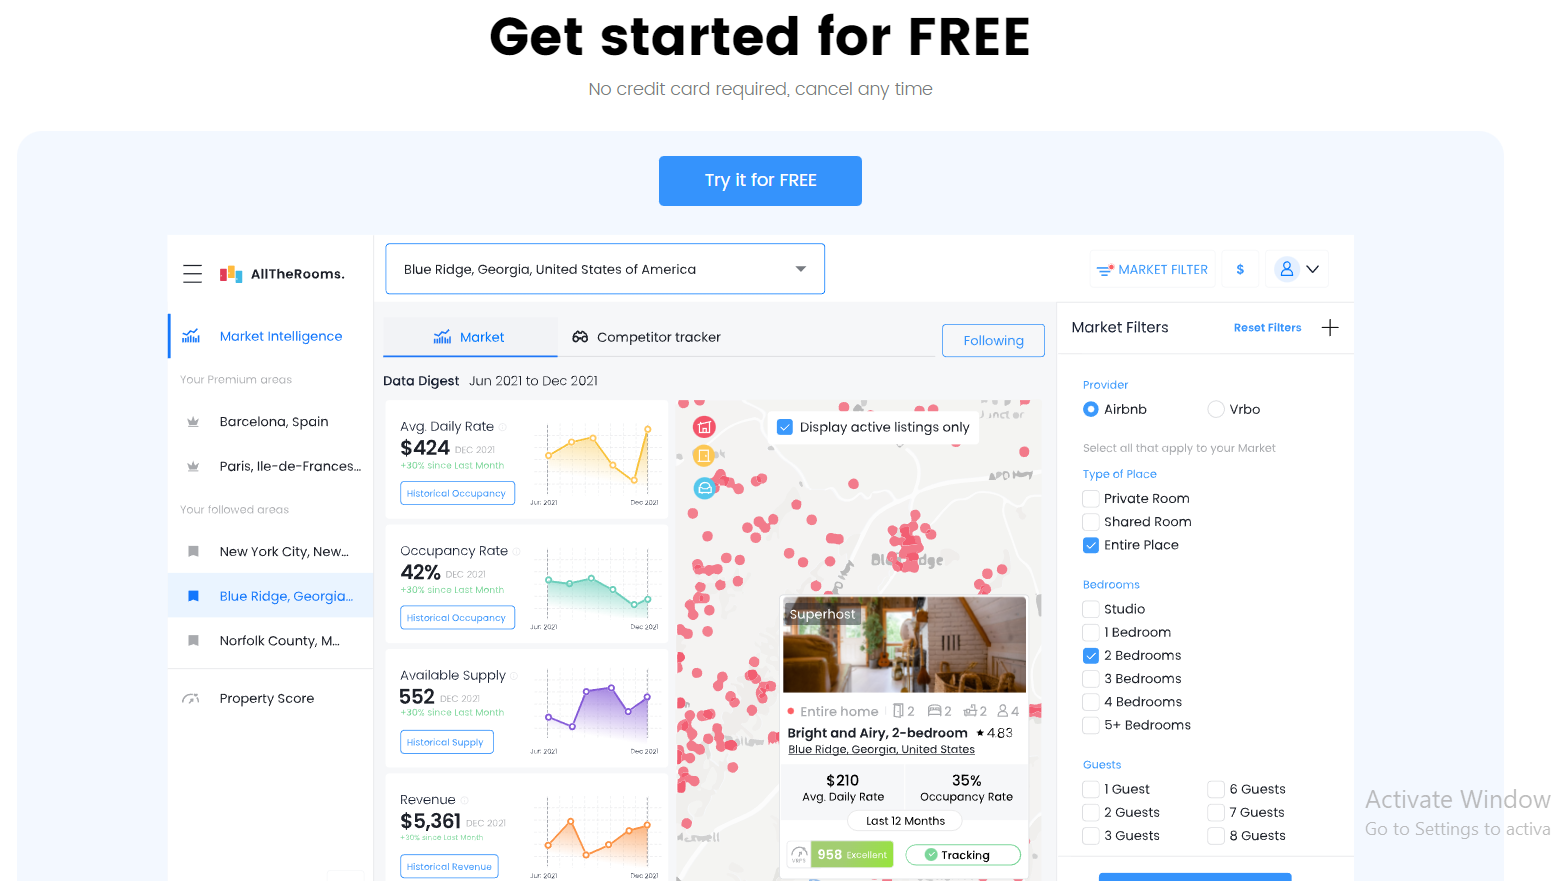 Get started for FREE
No credit card required, cancel any time
Try it for FREE
AllTheRooms.
Blue Ridge, Georgia, United States of America
MARKET FILTER
$
Market Intelligence
Your Premium areas
Barcelona, Spain
Paris, Ile-de-Frances...
Your followed areas
New York City, New...
Blue Ridge, Georgia...
Norfolk County, M...
Property Score
Market
Competitor tracker
Following
Data Digest Jun 2021 to Dec 2021
Avg. Daily Rate
$424 DEC 2021
+30% since Last Month
Historical Occupancy
Jun 2021 Dec 2021
Occupancy Rate
42% DEC 2021
+30% since Last Month
Historical Occupancy
Jun 2021 Dec 2021
Available Supply
552 DEC 2021
+30% since Last Month
Historical Supply
Jun 2021 Dec 2021
Revenue
$5,361 DEC 2021
+30% since Last Month
Historical Revenue
Jun 2021 Dec 2021
Display active listings only
Superhost
Entire home 2 2 2 4
Bright and Airy, 2-bedroom ★ 4.83
Blue Ridge, Georgia, United States
$210 35%
Avg. Daily Rate Occupancy Rate
Last 12 Months
958 Excellent
Tracking
Market Filters Reset Filters
Provider
Airbnb Vrbo
Select all that apply to your Market
Type of Place
Private Room
Shared Room
Entire Place
Bedrooms
Studio
1 Bedroom
2 Bedrooms
3 Bedrooms
4 Bedrooms
5+ Bedrooms
Guests
1 Guest 6 Guests
2 Guests 7 Guests
3 Guests 8 Guests
Activate Window
Go to Settings to activa